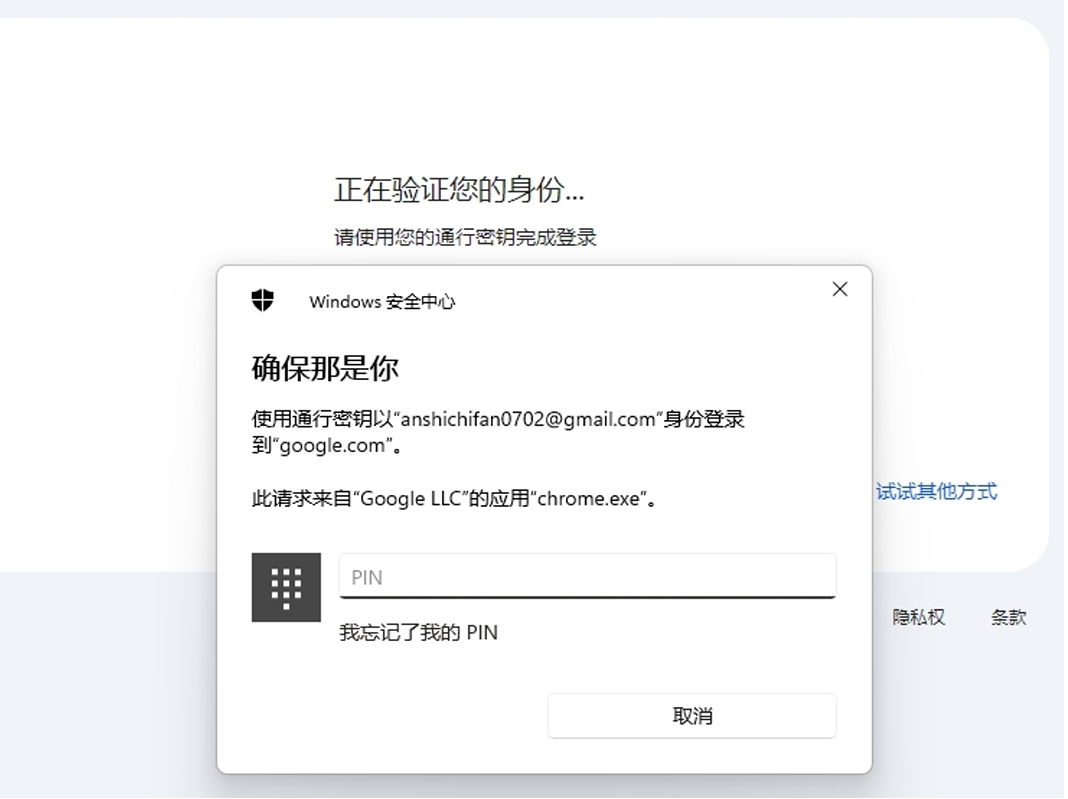 正在验证您的身份...
请使用您的通行密钥完成登录
Windows 安全中心
确保那是你
使用通行密钥以“anshichifan0702@gmail.com”身份登录
到“google.com”。
此请求来自“Google LLC”的应用“chrome.exe”。
试试其他方式
PIN
我忘记了我的 PIN
隐私权 条款
取消